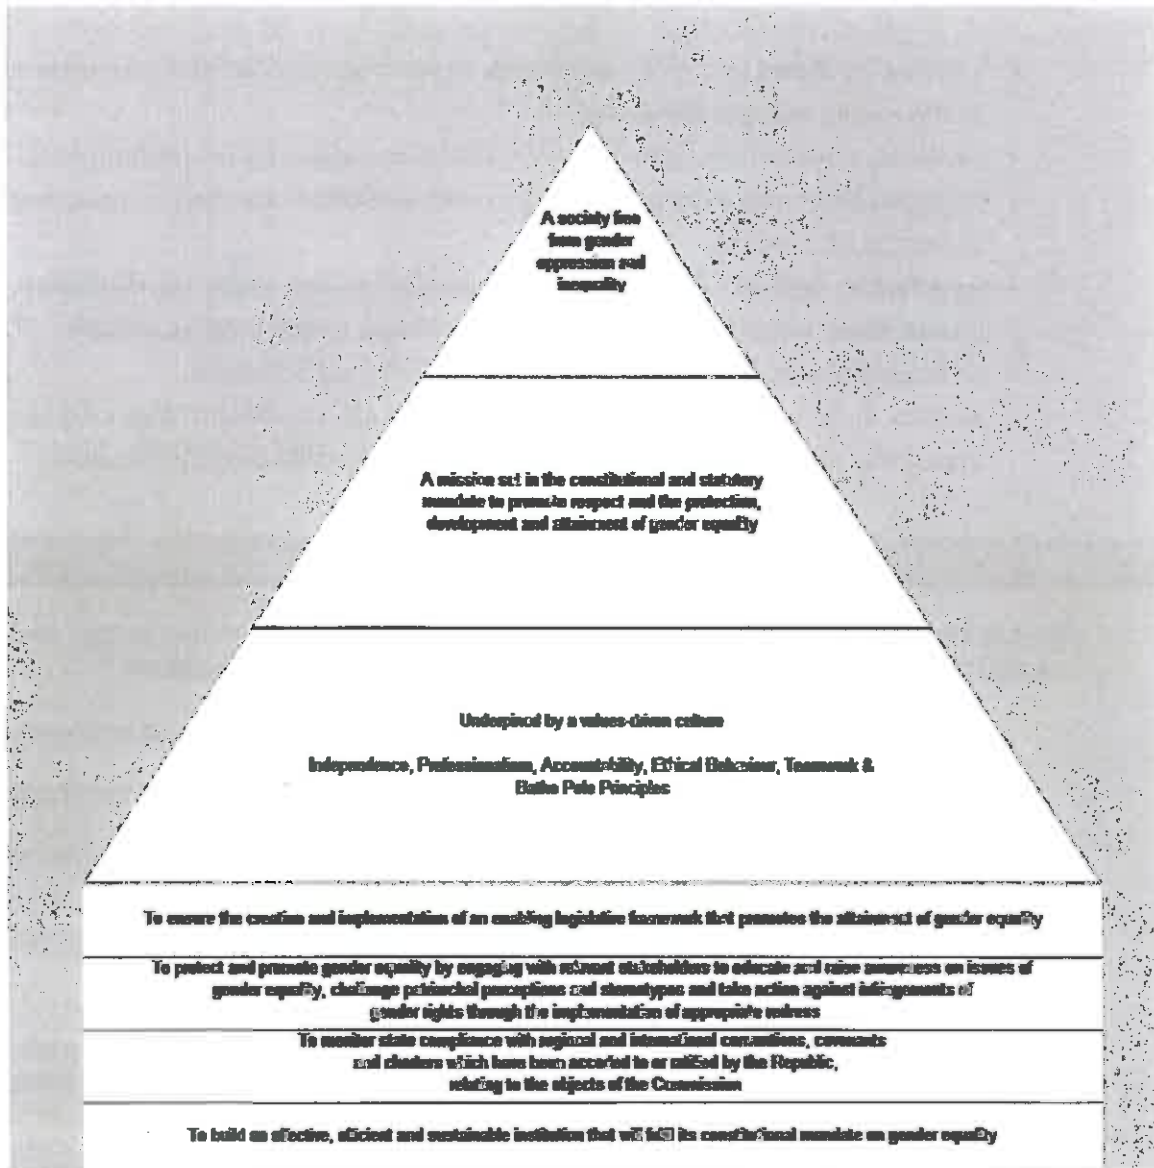 A society free
from gender
oppression and
inequality
A mission set in the constitutional and statutory
mandate to promote respect and the protection,
development and attainment of gender equality
Underpined by a values-driven culture
Independence, Professionalism, Accountability, Ethical Behaviour, Teamwork &
Batho Pele Principles
To ensure the creation and implementation of an enabling legislative framework that promotes the attainment of gender equality
To protect and promote gender equality by engaging with relevant stakeholders to educate and raise awareness on issues of
gender equality, challenge patriarchal perceptions and stereotypes and take action against infringements of
gender rights through the implementation of appropriate redress
To monitor state compliance with regional and international conventions, covenants
and charters which have been acceded to or ratified by the Republic,
relating to the objects of the Commission
To build an effective, efficient and sustainable institution that will fulfil its constitutional mandate on gender equality